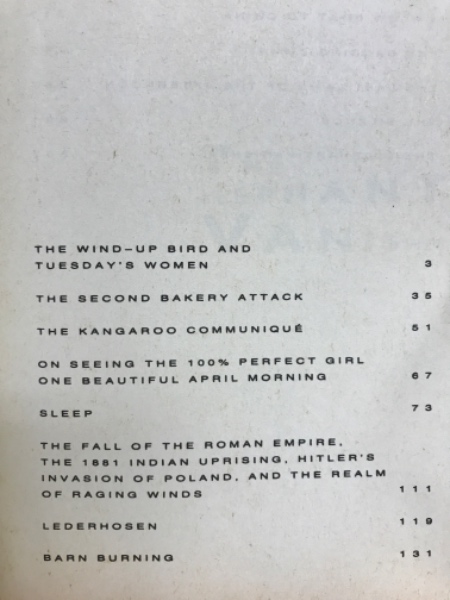 THE WIND-UP BIRD AND
TUESDAY'S WOMEN 3
THE SECOND BAKERY ATTACK 35
THE KANGAROO COMMUNIQUÉ 51
ON SEEING THE 100% PERFECT GIRL
ONE BEAUTIFUL APRIL MORNING 67
SLEEP 73
THE FALL OF THE ROMAN EMPIRE,
THE 1881 INDIAN UPRISING, HITLER'S
INVASION OF POLAND, AND THE REALM
OF RAGING WINDS 111
LEDERHOSEN 119
BARN BURNING 131